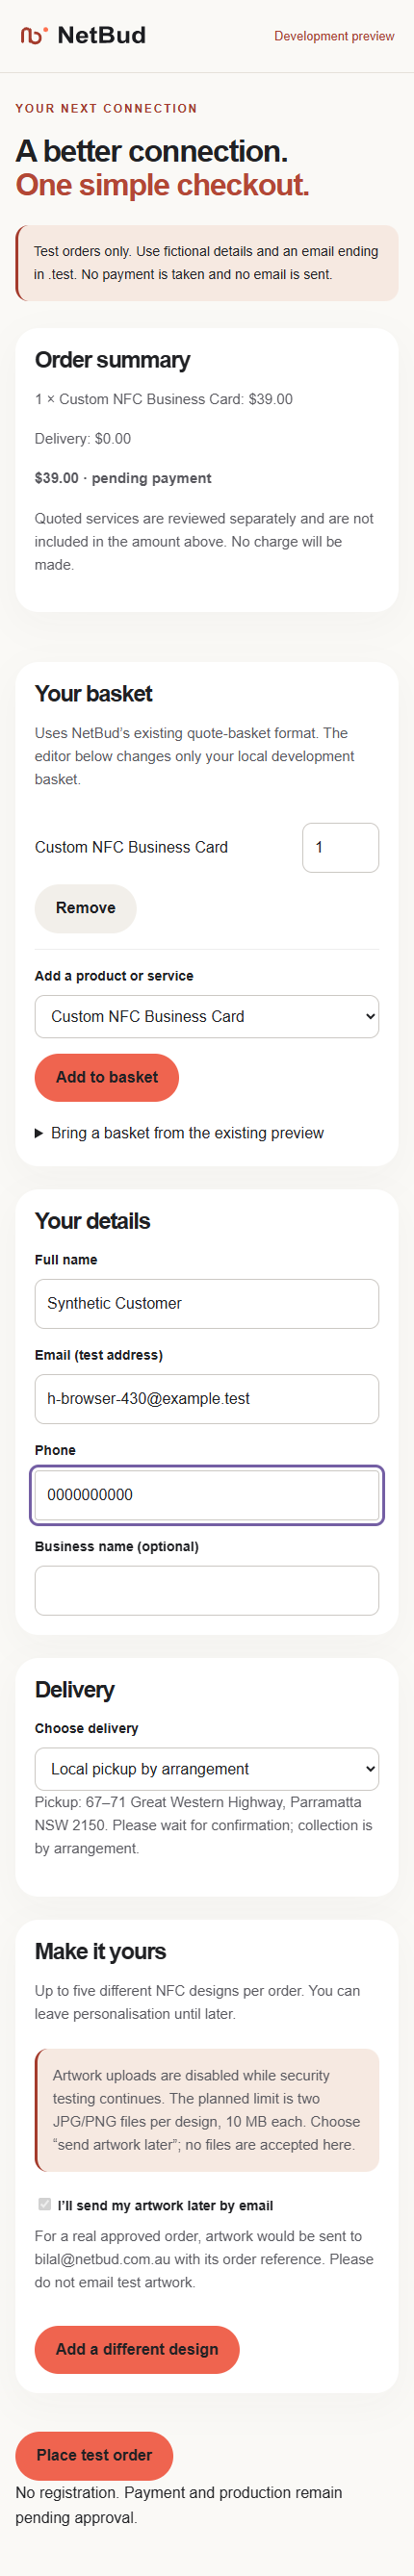 NetBud
Development preview
YOUR NEXT CONNECTION
A better connection.
One simple checkout.
Test orders only. Use fictional details and an email ending
in .test. No payment is taken and no email is sent.
Order summary
1 × Custom NFC Business Card: $39.00
Delivery: $0.00
$39.00 · pending payment
Quoted services are reviewed separately and are not
included in the amount above. No charge will be
made.
Your basket
Uses NetBud’s existing quote-basket format. The
editor below changes only your local development
basket.
Custom NFC Business Card
1
Remove
Add a product or service
Custom NFC Business Card
Add to basket
Bring a basket from the existing preview
Your details
Full name
Synthetic Customer
Email (test address)
h-browser-430@example.test
Phone
0000000000
Business name (optional)
Delivery
Choose delivery
Local pickup by arrangement
Pickup: 67–71 Great Western Highway, Parramatta
NSW 2150. Please wait for confirmation; collection is
by arrangement.
Make it yours
Up to five different NFC designs per order. You can
leave personalisation until later.
Artwork uploads are disabled while security
testing continues. The planned limit is two
JPG/PNG files per design, 10 MB each. Choose
“send artwork later”; no files are accepted here.
I’ll send my artwork later by email
For a real approved order, artwork would be sent to
bilal@netbud.com.au with its order reference. Please
do not email test artwork.
Add a different design
Place test order
No registration. Payment and production remain
pending approval.